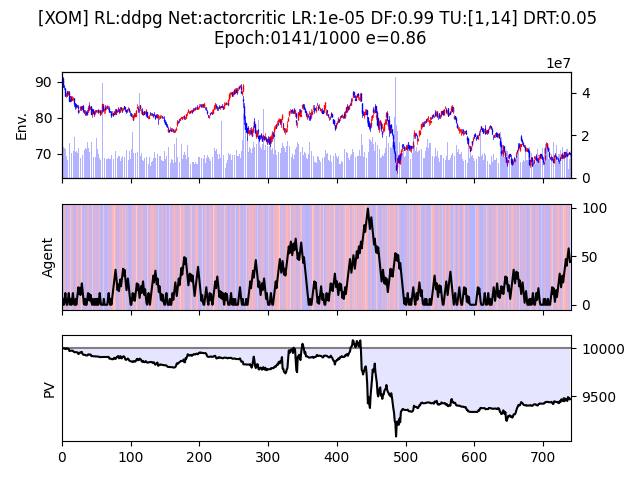 [XOM] RL:ddpg Net:actorcritic LR:1e-05 DF:0.99 TU:[1,14] DRT:0.05
Epoch:0141/1000 e=0.86
1e7
90
80
70
Env.
4
2
0
Agent
100
50
0
PV
10000
9500
0 100 200 300 400 500 600 700